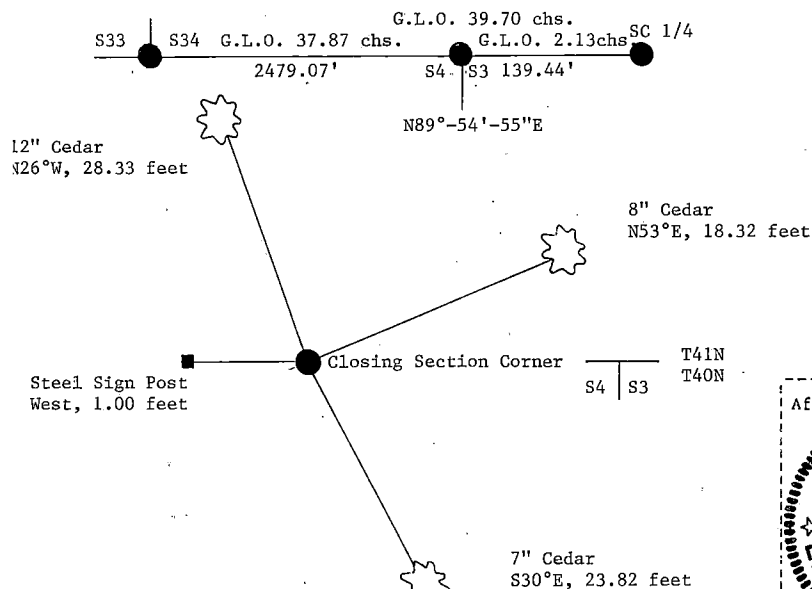 G.L.O. 39.70 chs.
S33 S34 G.L.O. 37.87 chs. G.L.O. 2.13chs SC 1/4
2479.07' S4 S3 139.44'
N89°-54'-55"E
12" Cedar
N26°W, 28.33 feet
8" Cedar
N53°E, 18.32 feet
Closing Section Corner
T41N
T40N
S4 S3
Steel Sign Post
West, 1.00 feet
Af
7" Cedar
S30°E, 23.82 feet